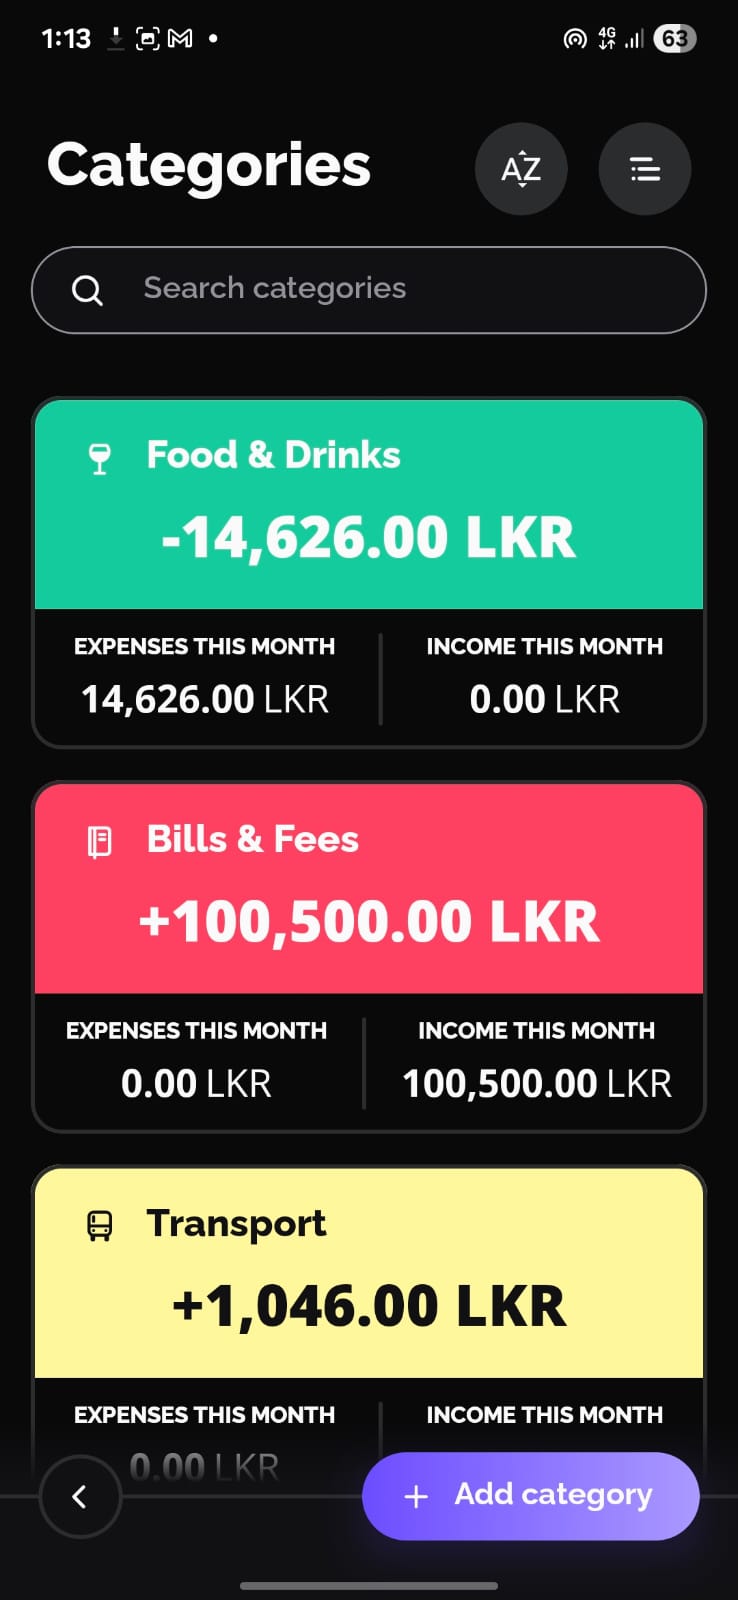 1:13
4G
63
Categories
AZ
Search categories
Food & Drinks
-14,626.00 LKR
EXPENSES THIS MONTH
INCOME THIS MONTH
14,626.00 LKR
0.00 LKR
Bills & Fees
+100,500.00 LKR
EXPENSES THIS MONTH
INCOME THIS MONTH
0.00 LKR
100,500.00 LKR
Transport
+1,046.00 LKR
EXPENSES THIS MONTH
INCOME THIS MONTH
0.00 LKR
Add category